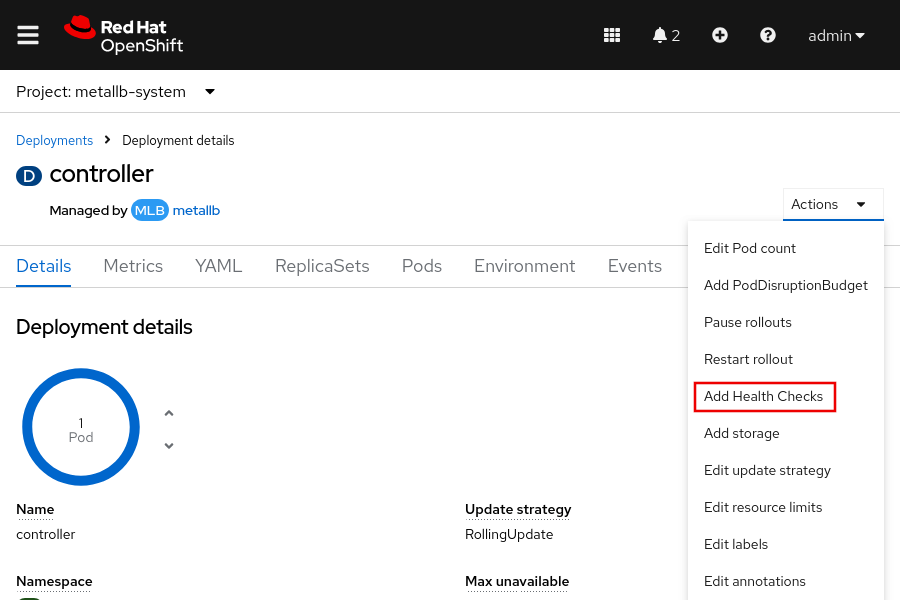 Red Hat
OpenShift
2
admin
Project: metallb-system
Deployments > Deployment details
D controller
Managed by MLB metallb
Actions
Edit Pod count
Add PodDisruptionBudget
Pause rollouts
Restart rollout
Add Health Checks
Add storage
Edit update strategy
Edit resource limits
Edit labels
Edit annotations
Details Metrics YAML ReplicaSets Pods Environment Events
Deployment details
1
Pod
Name
controller
Update strategy
RollingUpdate
Namespace
Max unavailable